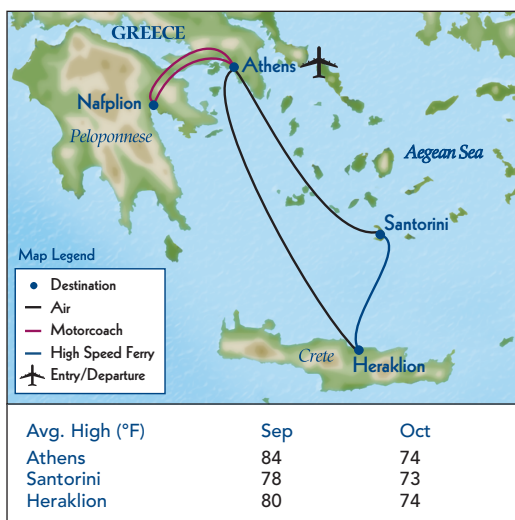 GREECE
Athens
Nafplion
Peloponnese
Aegean Sea
Santorini
Map Legend
Destination
Air
Motorcoach
High Speed Ferry
Entry/Departure
Crete
Heraklion
Avg. High (°F) Sep Oct
Athens 84 74
Santorini 78 73
Heraklion 80 74